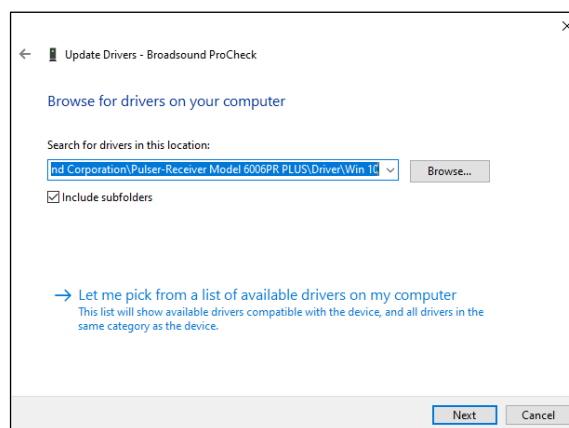 Update Drivers - Broadsound ProCheck
Browse for drivers on your computer
Search for drivers in this location:
nd Corporation\Pulser-Receiver Model 6006PR PLUS\Driver\Win 10
Browse...
Include subfolders
Let me pick from a list of available drivers on my computer
This list will show available drivers compatible with the device, and all drivers in the
same category as the device.
Next Cancel